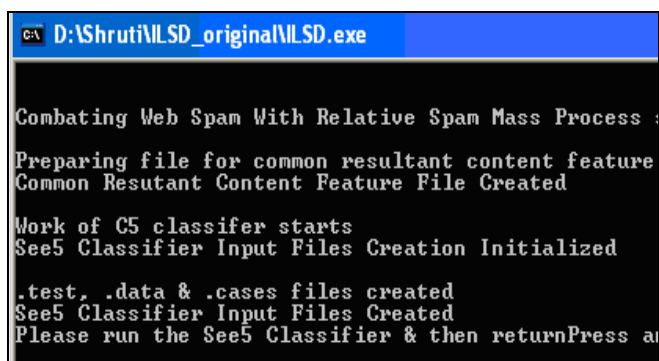 D:\Shruti\ILSD_original\ILSD.exe
Combating Web Spam With Relative Spam Mass Process
Preparing file for common resultant content feature
Common Resutant Content Feature File Created
Work of C5 classifer starts
See5 Classifier Input Files Creation Initialized
.test, .data & .cases files created
See5 Classifier Input Files Created
Please run the See5 Classifier & then returnPress